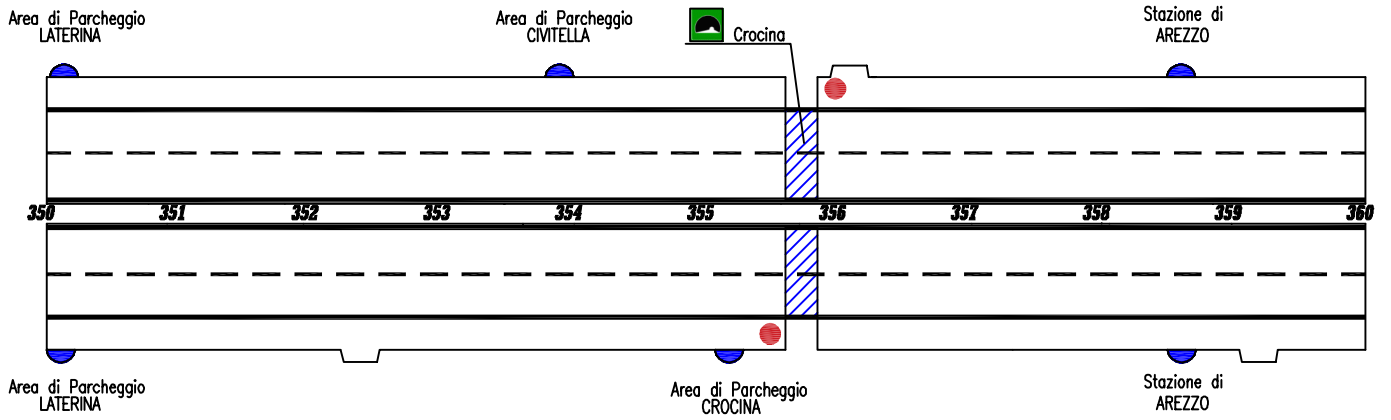 Area di Parcheggio
LATERINA
Area di Parcheggio
CIVITELLA
Crocina
Stazione di
AREZZO
350 351 352 353 354 355 356 357 358 359 360
Area di Parcheggio
LATERINA
Area di Parcheggio
CROCINA
Stazione di
AREZZO